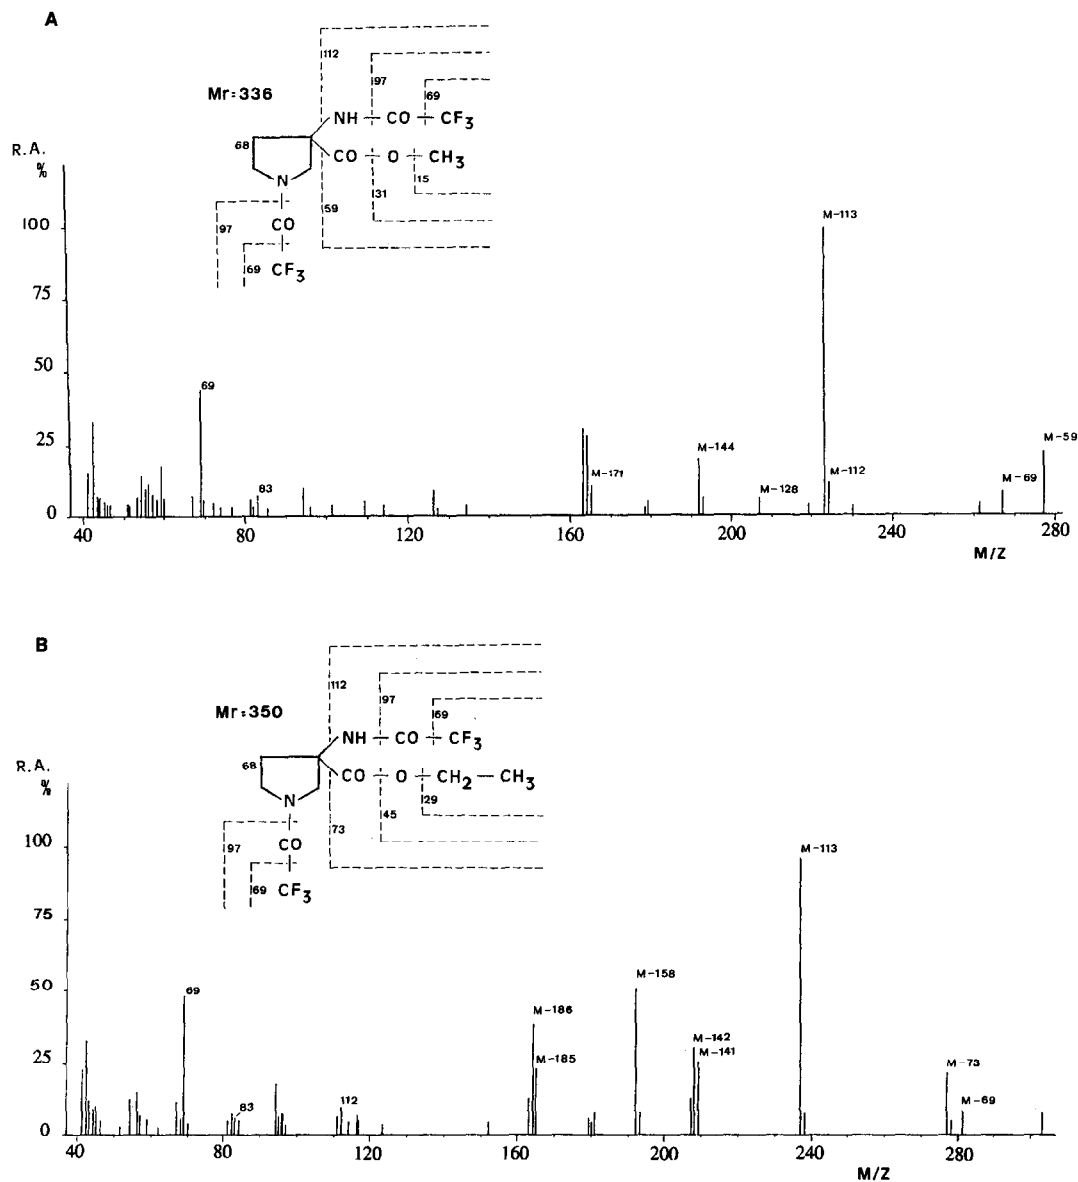 A
112
97
69
Mr:336
NH CO CF3
68
CO O CH3
15
31
59
N
97
CO
69 CF3
R.A.
%
100
75
50
25
0
69
83
M-171
M-144
M-128
M-113
M-112
M-69
M-59
40 80 120 160 200 240 280
M/Z
B
112
97
69
Mr:350
NH CO CF3
68
CO O CH2 CH3
29
45
73
N
97
CO
69 CF3
R.A.
%
100
75
50
25
0
69
83
112
M-186
M-185
M-158
M-142
M-141
M-113
M-73
M-69
40 80 120 160 200 240 280
M/Z